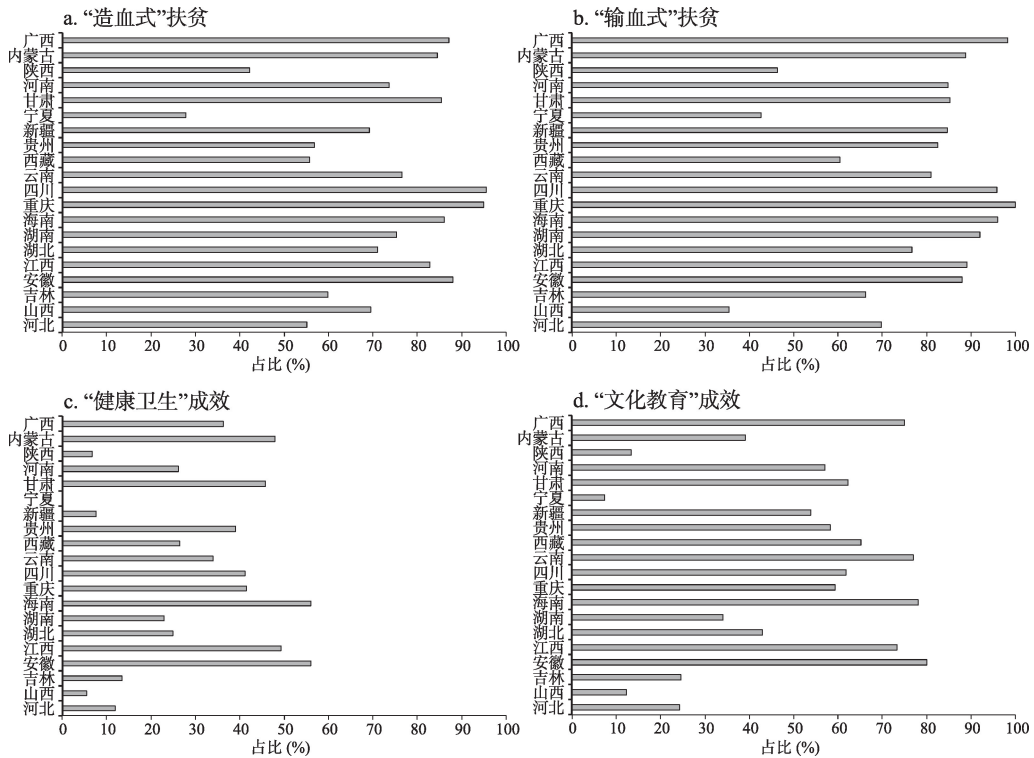 a. “造血式”扶贫
广西
内蒙古
陕西
河南
甘肃
宁夏
新疆
贵州
西藏
云南
四川
重庆
海南
湖南
湖北
江西
安徽
吉林
山西
河北
0 10 20 30 40 50 60 70 80 90 100
占比 (%)
b. “输血式”扶贫
广西
内蒙古
陕西
河南
甘肃
宁夏
新疆
贵州
西藏
云南
四川
重庆
海南
湖南
湖北
江西
安徽
吉林
山西
河北
0 10 20 30 40 50 60 70 80 90 100
占比 (%)
c. “健康卫生”成效
广西
内蒙古
陕西
河南
甘肃
宁夏
新疆
贵州
西藏
云南
四川
重庆
海南
湖南
湖北
江西
安徽
吉林
山西
河北
0 10 20 30 40 50 60 70 80 90 100
占比 (%)
d. “文化教育”成效
广西
内蒙古
陕西
河南
甘肃
宁夏
新疆
贵州
西藏
云南
四川
重庆
海南
湖南
湖北
江西
安徽
吉林
山西
河北
0 10 20 30 40 50 60 70 80 90 100
占比 (%)